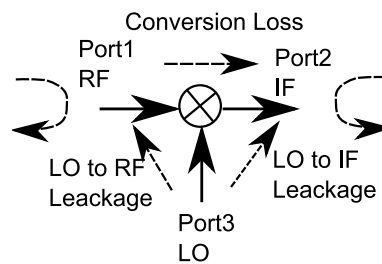 Conversion Loss
Port1
RF
Port2
IF
LO to RF
Leackage
LO to IF
Leackage
Port3
LO